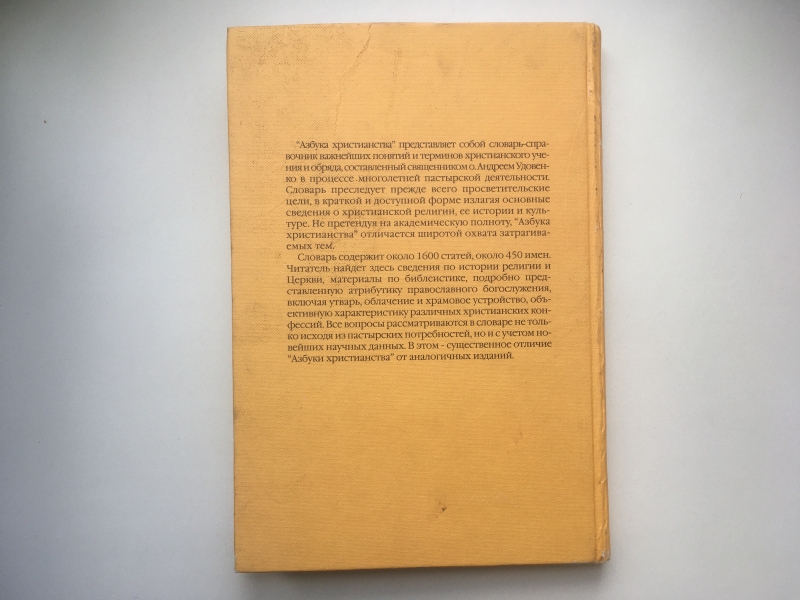 "Азбука христианства" представляет собой словарь-спра-
вочник важнейших понятий и терминов христианского уче-
ния и обряда, составленный священником о. Андреем Удовен-
ко в процессе многолетней пастырской деятельности.
Словарь преследует прежде всего просветительские
цели, в краткой и доступной форме излагая основные
сведения о христианской религии, ее истории и куль-
туре. Не претендуя на академическую полноту, "Азбука
христианства" отличается широтой охвата затрагива-
емых тем.
Словарь содержит около 1600 статей, около 450 имен.
Читатель найдет здесь сведения по истории религии и
Церкви, материалы по библеистике, подробно пред-
ставленную атрибутику православного богослужения,
включая утварь, облачение и храмовое устройство, объ-
ективную характеристику различных христианских кон-
фессий. Все вопросы рассматриваются в словаре не толь-
ко исходя из пастырских потребностей, но и с учетом но-
вейших научных данных. В этом - существенное отличие
"Азбуки христианства" от аналогичных изданий.